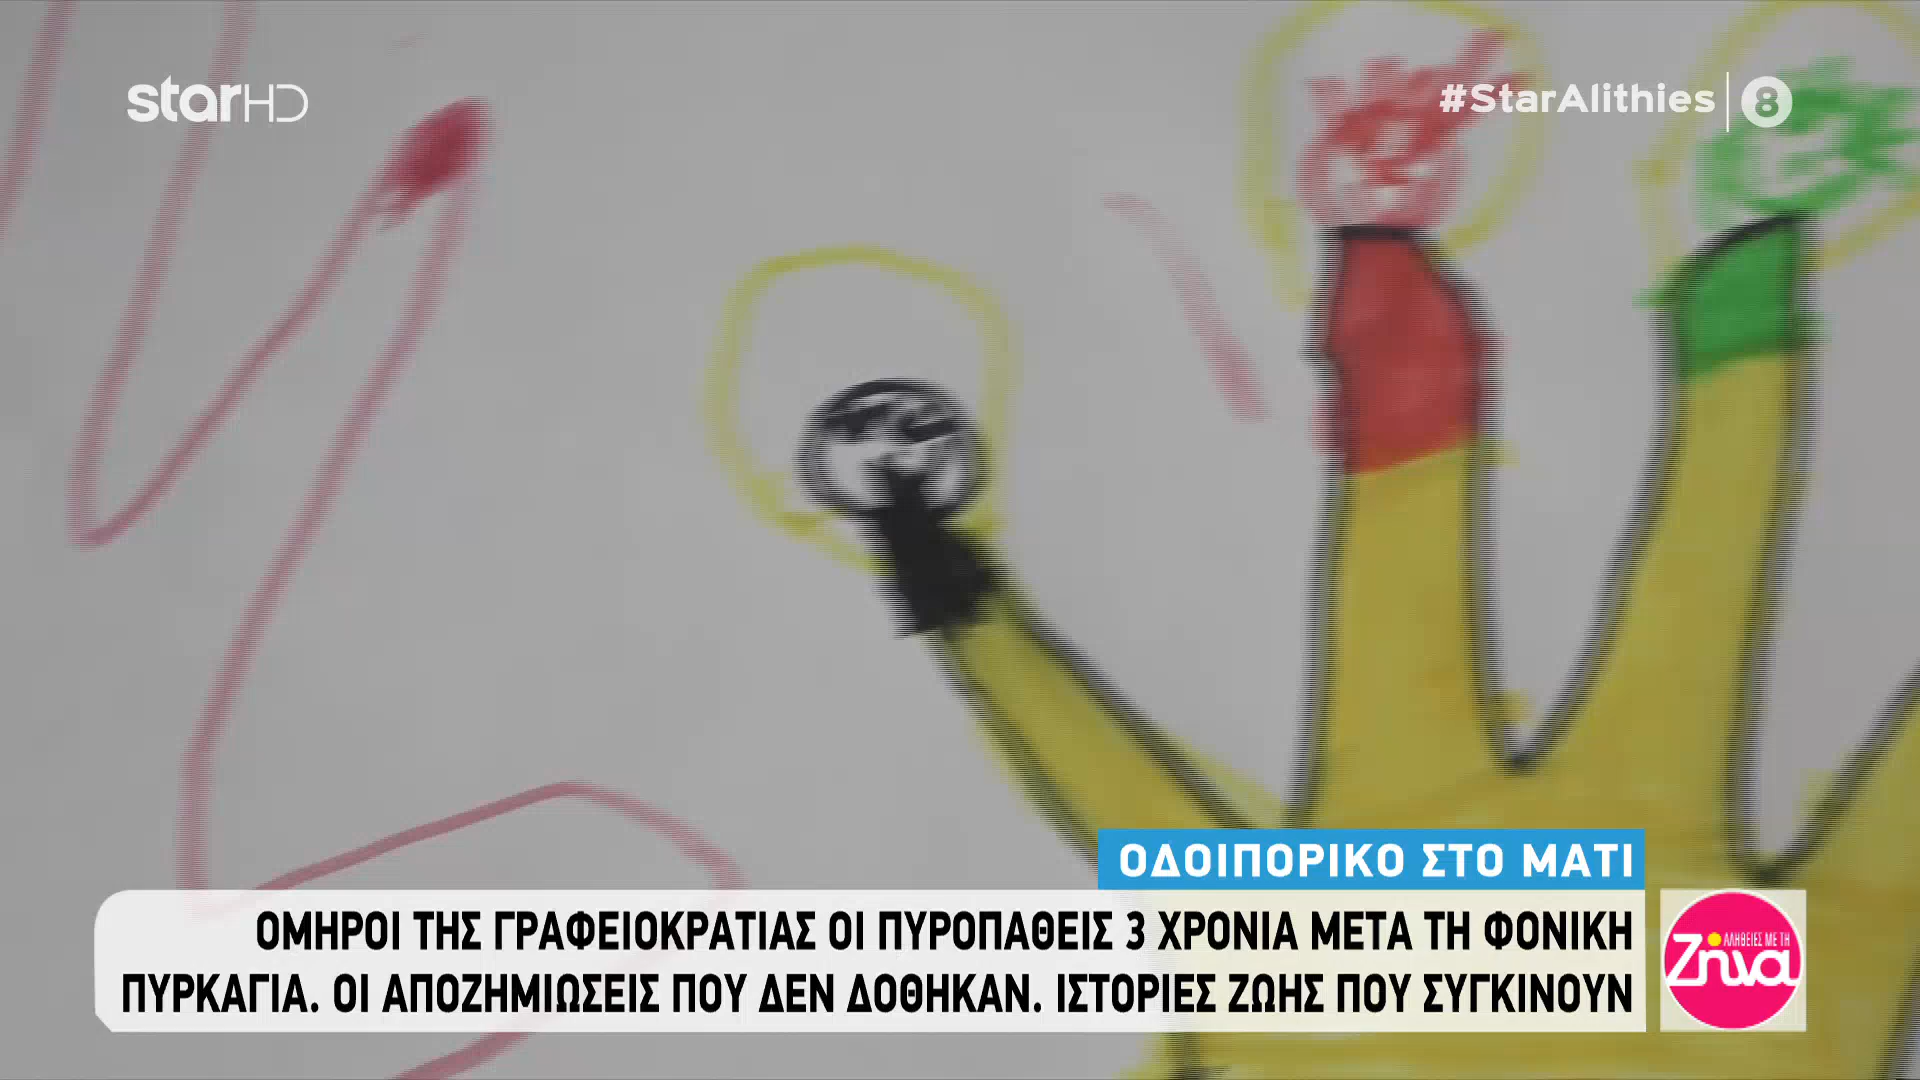 starHD
#StarAlithies 8
ΟΔΟΙΠΟΡΙΚΟ ΣΤΟ ΜΑΤΙ
ΟΜΗΡΟΙ ΤΗΣ ΓΡΑΦΕΙΟΚΡΑΤΙΑΣ ΟΙ ΠΥΡΟΠΑΘΕΙΣ 3 ΧΡΟΝΙΑ ΜΕΤΑ ΤΗ ΦΟΝΙΚΗ
ΠΥΡΚΑΓΙΑ. ΟΙ ΑΠΟΖΗΜΙΩΣΕΙΣ ΠΟΥ ΔΕΝ ΔΟΘΗΚΑΝ. ΙΣΤΟΡΙΕΣ ΖΩΗΣ ΠΟΥ ΣΥΓΚΙΝΟΥΝ
ΑΛΗΘΕΙΕΣ ΜΕ ΤΗ
Ζήνα